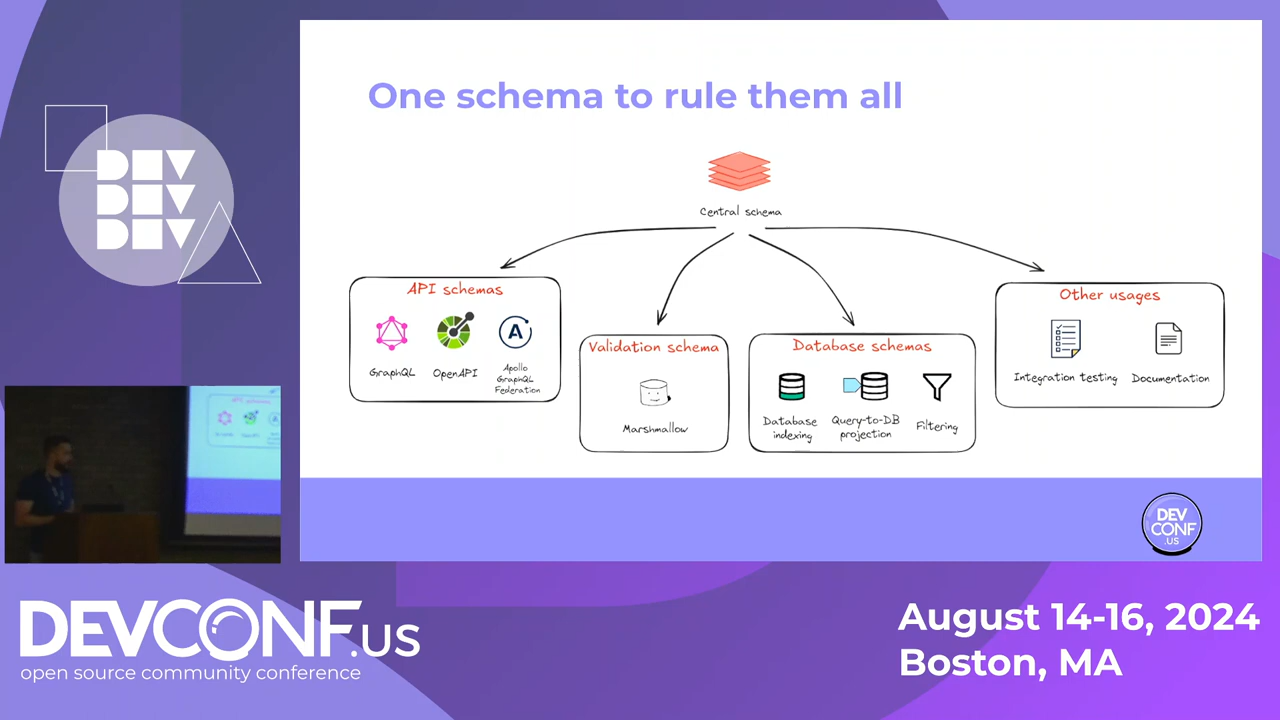 DEV
DEV
DEV
One schema to rule them all
Central schema
API schemas
GraphQL
OpenAPI
A
Apollo
GraphQL
Federation
Validation schema
Marshmallow
Database schemas
Database
indexing
Query-to-DB
projection
Filtering
Other usages
Integration testing
Documentation
DEV
CONF
.US
DEVCONF.US
open source community conference
August 14-16, 2024
Boston, MA